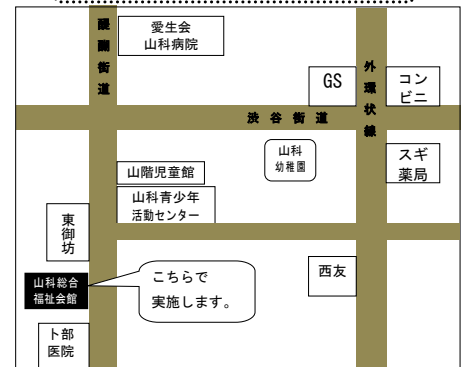 醍醐街道
愛生会
山科病院
外環状線
GS
コン
ビニ
渋谷街道
山科
幼稚園
スギ
薬局
山階児童館
山科青少年
活動センター
東御坊
西友
山科総合
福祉会館
こちらで
実施します。
卜部
医院